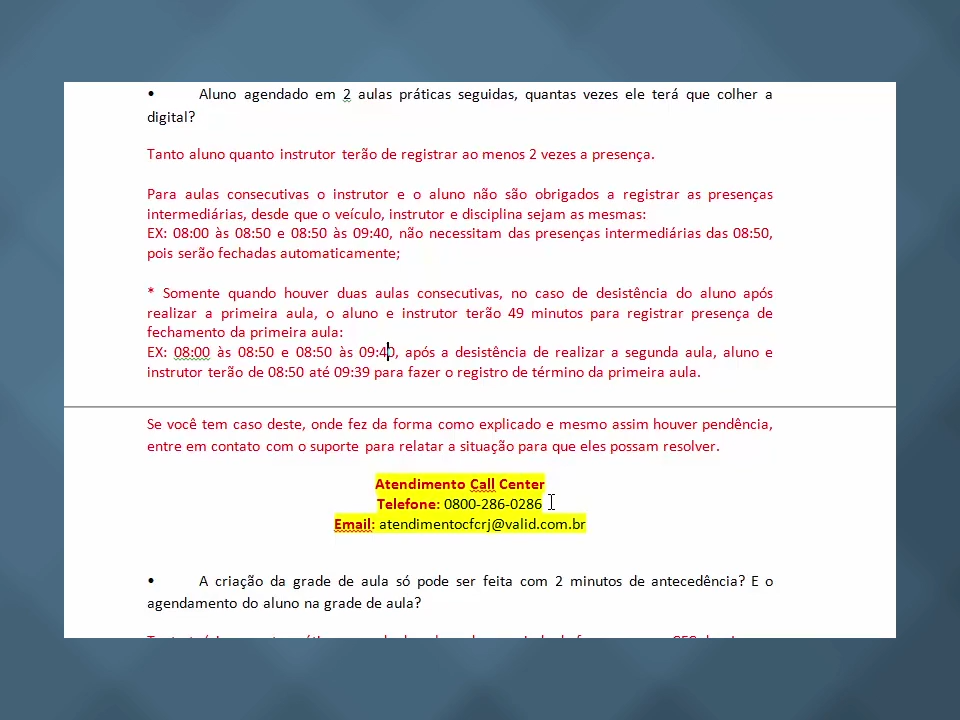 • Aluno agendado em 2 aulas práticas seguidas, quantas vezes ele terá que colher a
digital?
Tanto aluno quanto instrutor terão de registrar ao menos 2 vezes a presença.
Para aulas consecutivas o instrutor e o aluno não são obrigados a registrar as presenças
intermediárias, desde que o veículo, instrutor e disciplina sejam as mesmas:
EX: 08:00 às 08:50 e 08:50 às 09:40, não necessitam das presenças intermediárias das 08:50,
pois serão fechadas automaticamente;
* Somente quando houver duas aulas consecutivas, no caso de desistência do aluno após
realizar a primeira aula, o aluno e instrutor terão 49 minutos para registrar presença de
fechamento da primeira aula:
EX: 08:00 às 08:50 e 08:50 às 09:40, após a desistência de realizar a segunda aula, aluno e
instrutor terão de 08:50 até 09:39 para fazer o registro de término da primeira aula.
Se você tem caso deste, onde fez da forma como explicado e mesmo assim houver pendência,
entre em contato com o suporte para relatar a situação para que eles possam resolver.
Atendimento Call Center
Telefone: 0800-286-0286
Email: atendimentocfcrj@valid.com.br
• A criação da grade de aula só pode ser feita com 2 minutos de antecedência? E o
agendamento do aluno na grade de aula?